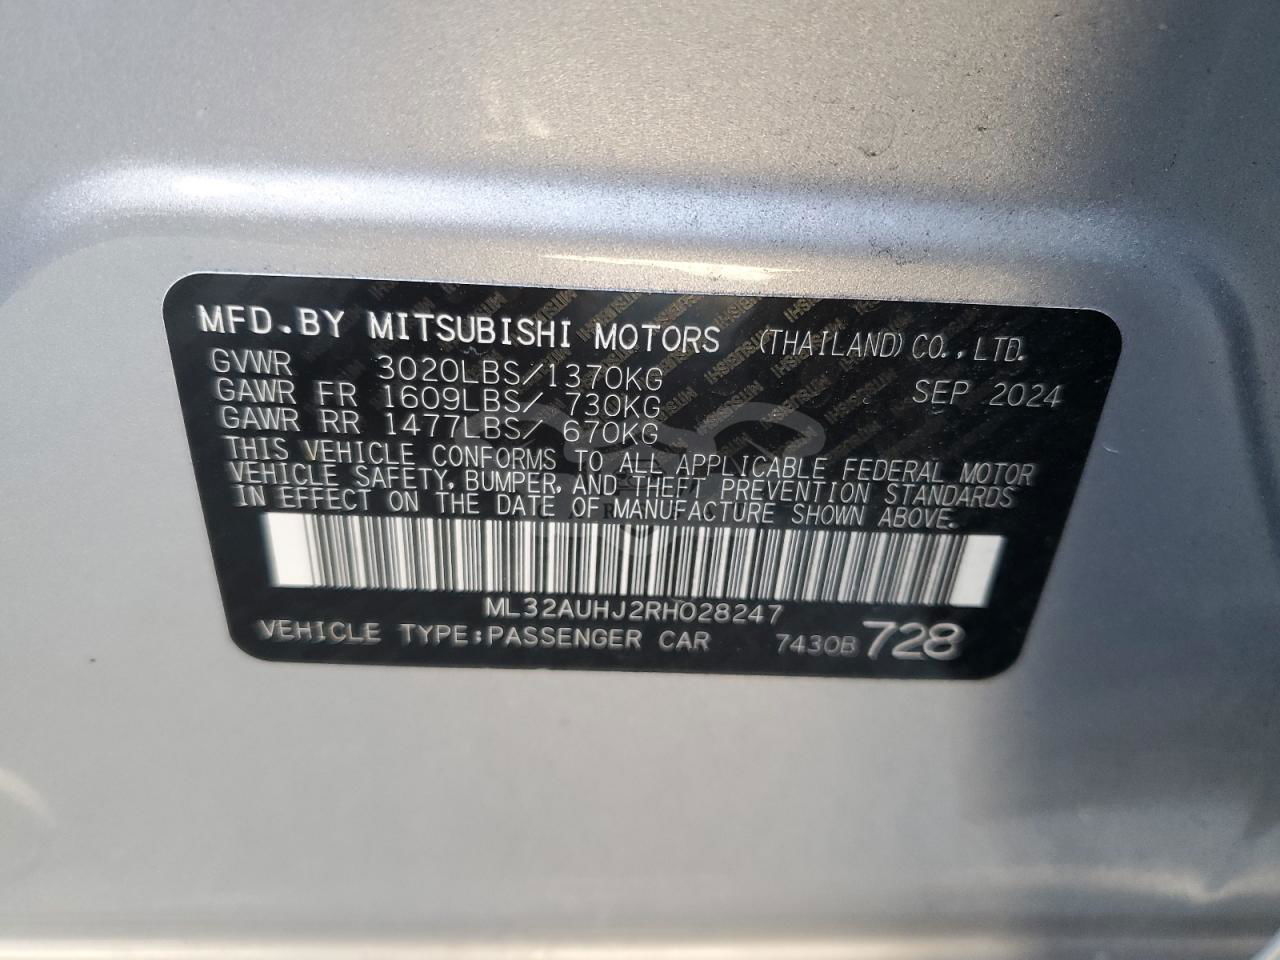 MFD.BY MITSUBISHI MOTORS (THAILAND) CO.,LTD.
GVWR 3020LBS/1370KG SEP 2024
GAWR FR 1609LBS/ 730KG
GAWR RR 1477LBS/ 670KG
THIS VEHICLE CONFORMS TO ALL APPLICABLE FEDERAL MOTOR
VEHICLE SAFETY, BUMPER, AND THEFT PREVENTION STANDARDS
IN EFFECT ON THE DATE OF MANUFACTURE SHOWN ABOVE.
ML32AUHJ2RH028247
VEHICLE TYPE:PASSENGER CAR 7430B 728